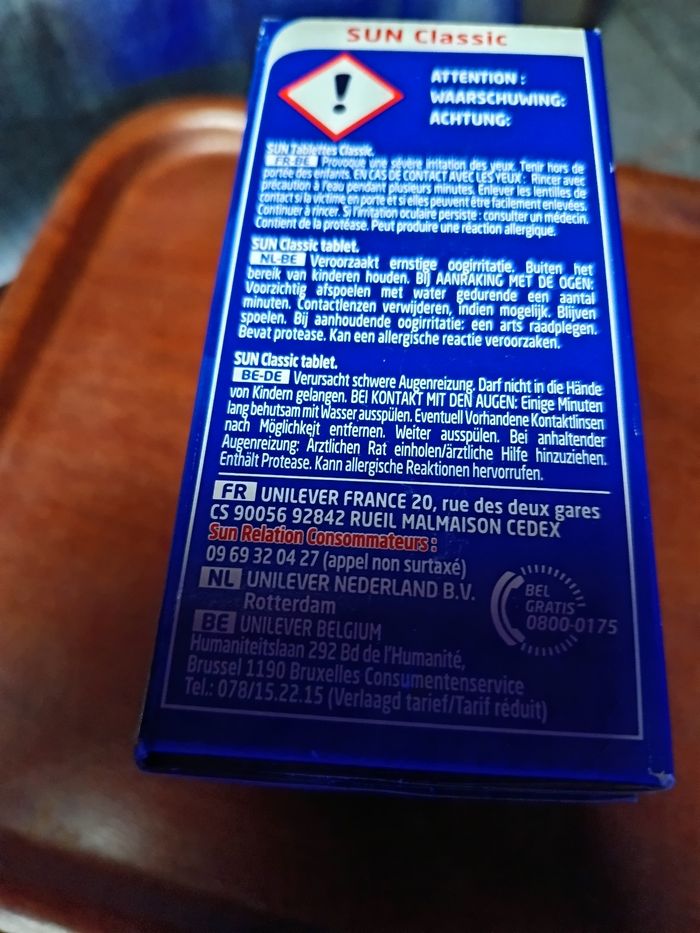 SUN Classic
ATTENTION :
WAARSCHUWING:
ACHTUNG:
SUN Tablettes Classic.
FR-BE Provoque une sévère irritation des yeux. Tenir hors de
portée des enfants. EN CAS DE CONTACT AVEC LES YEUX : Rincer avec
précaution à l'eau pendant plusieurs minutes. Enlever les lentilles de
contact si la victime en porte et si elles peuvent être facilement enlevées.
Continuer à rincer. Si l'irritation oculaire persiste : consulter un médecin.
Contient de la protéase. Peut produire une réaction allergique.
SUN Classic tablet.
NL-BE Veroorzaakt ernstige oogirritatie. Buiten het
bereik van kinderen houden. BIJ AANRAKING MET DE OGEN:
Voorzichtig afspoelen met water gedurende een aantal
minuten. Contactlenzen verwijderen, indien mogelijk. Blijven
spoelen. Bij aanhoudende oogirritatie: een arts raadplegen.
Bevat protease. Kan een allergische reactie veroorzaken.
SUN Classic tablet.
BE-DE Verursacht schwere Augenreizung. Darf nicht in die Hände
von Kindern gelangen. BEI KONTAKT MIT DEN AUGEN: Einige Minuten
lang behutsam mit Wasser ausspülen. Eventuell Vorhandene Kontaktlinsen
nach Möglichkejt entfernen. Weiter ausspülen. Bei anhaltender
Augenreizung: Ärztlichen Rat einholen/ärztliche Hilfe hinzuziehen.
Enthält Protease. Kann allergische Reaktionen hervorrufen.
FR UNILEVER FRANCE 20, rue des deux gares
CS 90056 92842 RUEIL MALMAISON CEDEX
Sun Relation Consommateurs :
09 69 32 04 27 (appel non surtaxé)
NL UNILEVER NEDERLAND B.V.
Rotterdam
BEL
GRATIS
0800-0175
BE UNILEVER BELGIUM
Humaniteitslaan 292 Bd de l'Humanité,
Brussel 1190 Bruxelles Consumentenservice
Tel.: 078/15.22.15 (Verlaagd tarief/Tarif réduit)